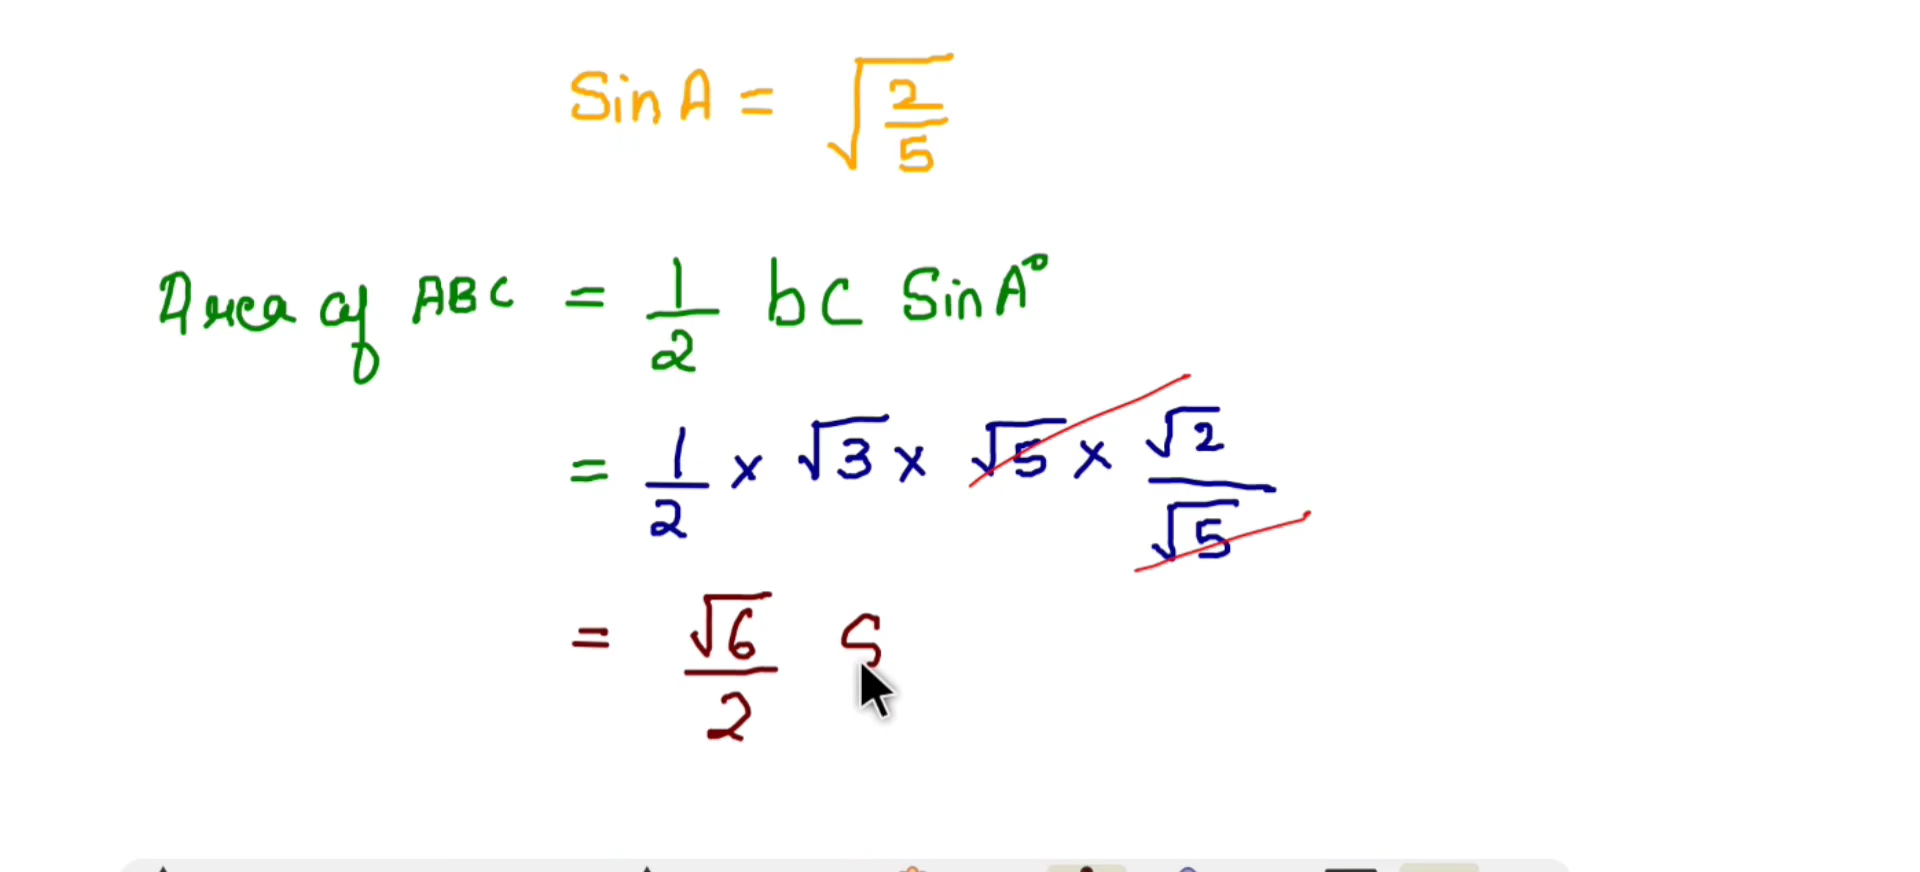 Sin A = √(2/5)
Area of ABC = 1/2 bC Sin A°
= 1/2 × √3 × √5 × √2/√5
= √6/2 S